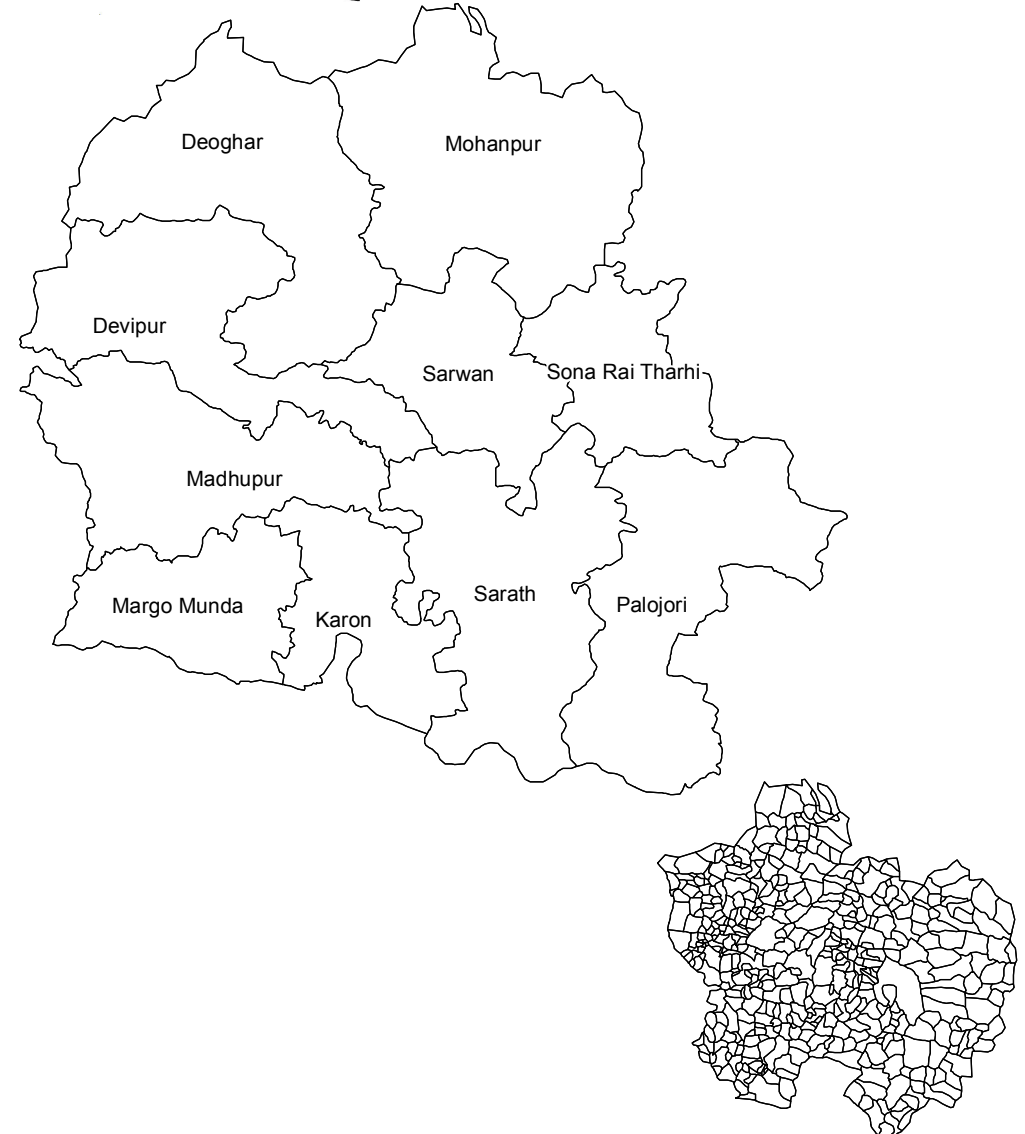 Deoghar
Mohanpur
Devipur
Sarwan
Sona Rai Tharhi
Madhupur
Sarath
Margo Munda
Palojori
Karon